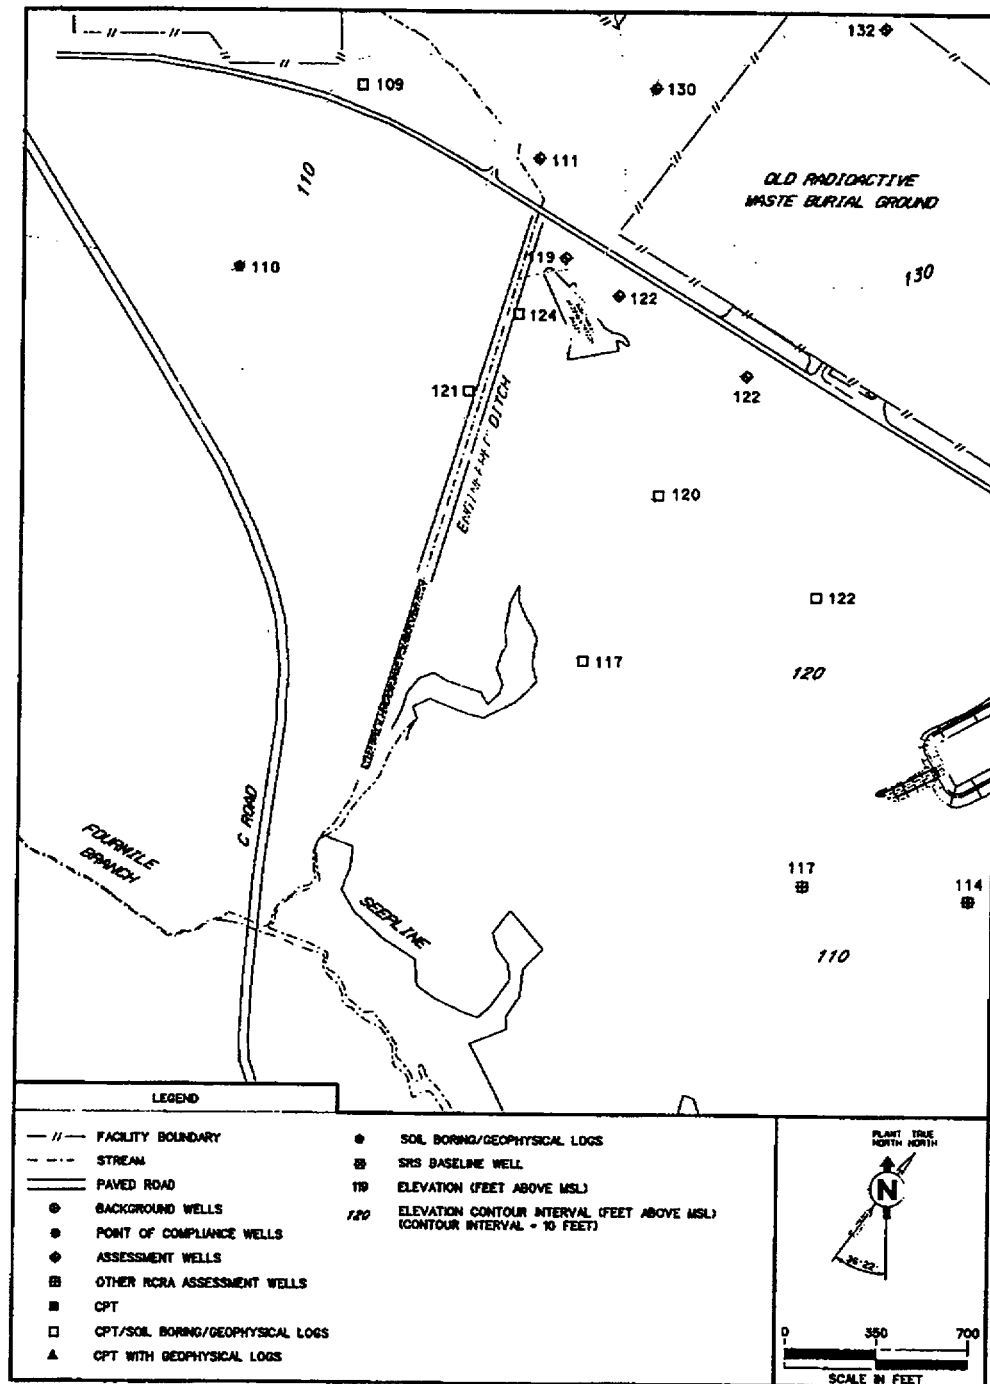 132
109
130
111
110
OLD RADIOACTIVE
WASTE BURIAL GROUND
110
119
130
122
124
121
122
ENGINEERED DITCH
120
122
117
120
C ROAD
FOURMILE
BRANCH
117
114
SEEPLINE
110
LEGEND
FACILITY BOUNDARY
STREAM
PAVED ROAD
BACKGROUND WELLS
POINT OF COMPLIANCE WELLS
ASSESSMENT WELLS
OTHER RCRA ASSESSMENT WELLS
CPT
CPT/SOIL BORING/GEOPHYSICAL LOGS
CPT WITH GEOPHYSICAL LOGS
SOIL BORING/GEOPHYSICAL LOGS
SRS BASELINE WELL
119 ELEVATION (FEET ABOVE MSL)
120 ELEVATION CONTOUR INTERVAL (FEET ABOVE MSL)
(CONTOUR INTERVAL = 10 FEET)
PLANT TRUE
NORTH NORTH
N
36°22'
0 350 700
SCALE IN FEET